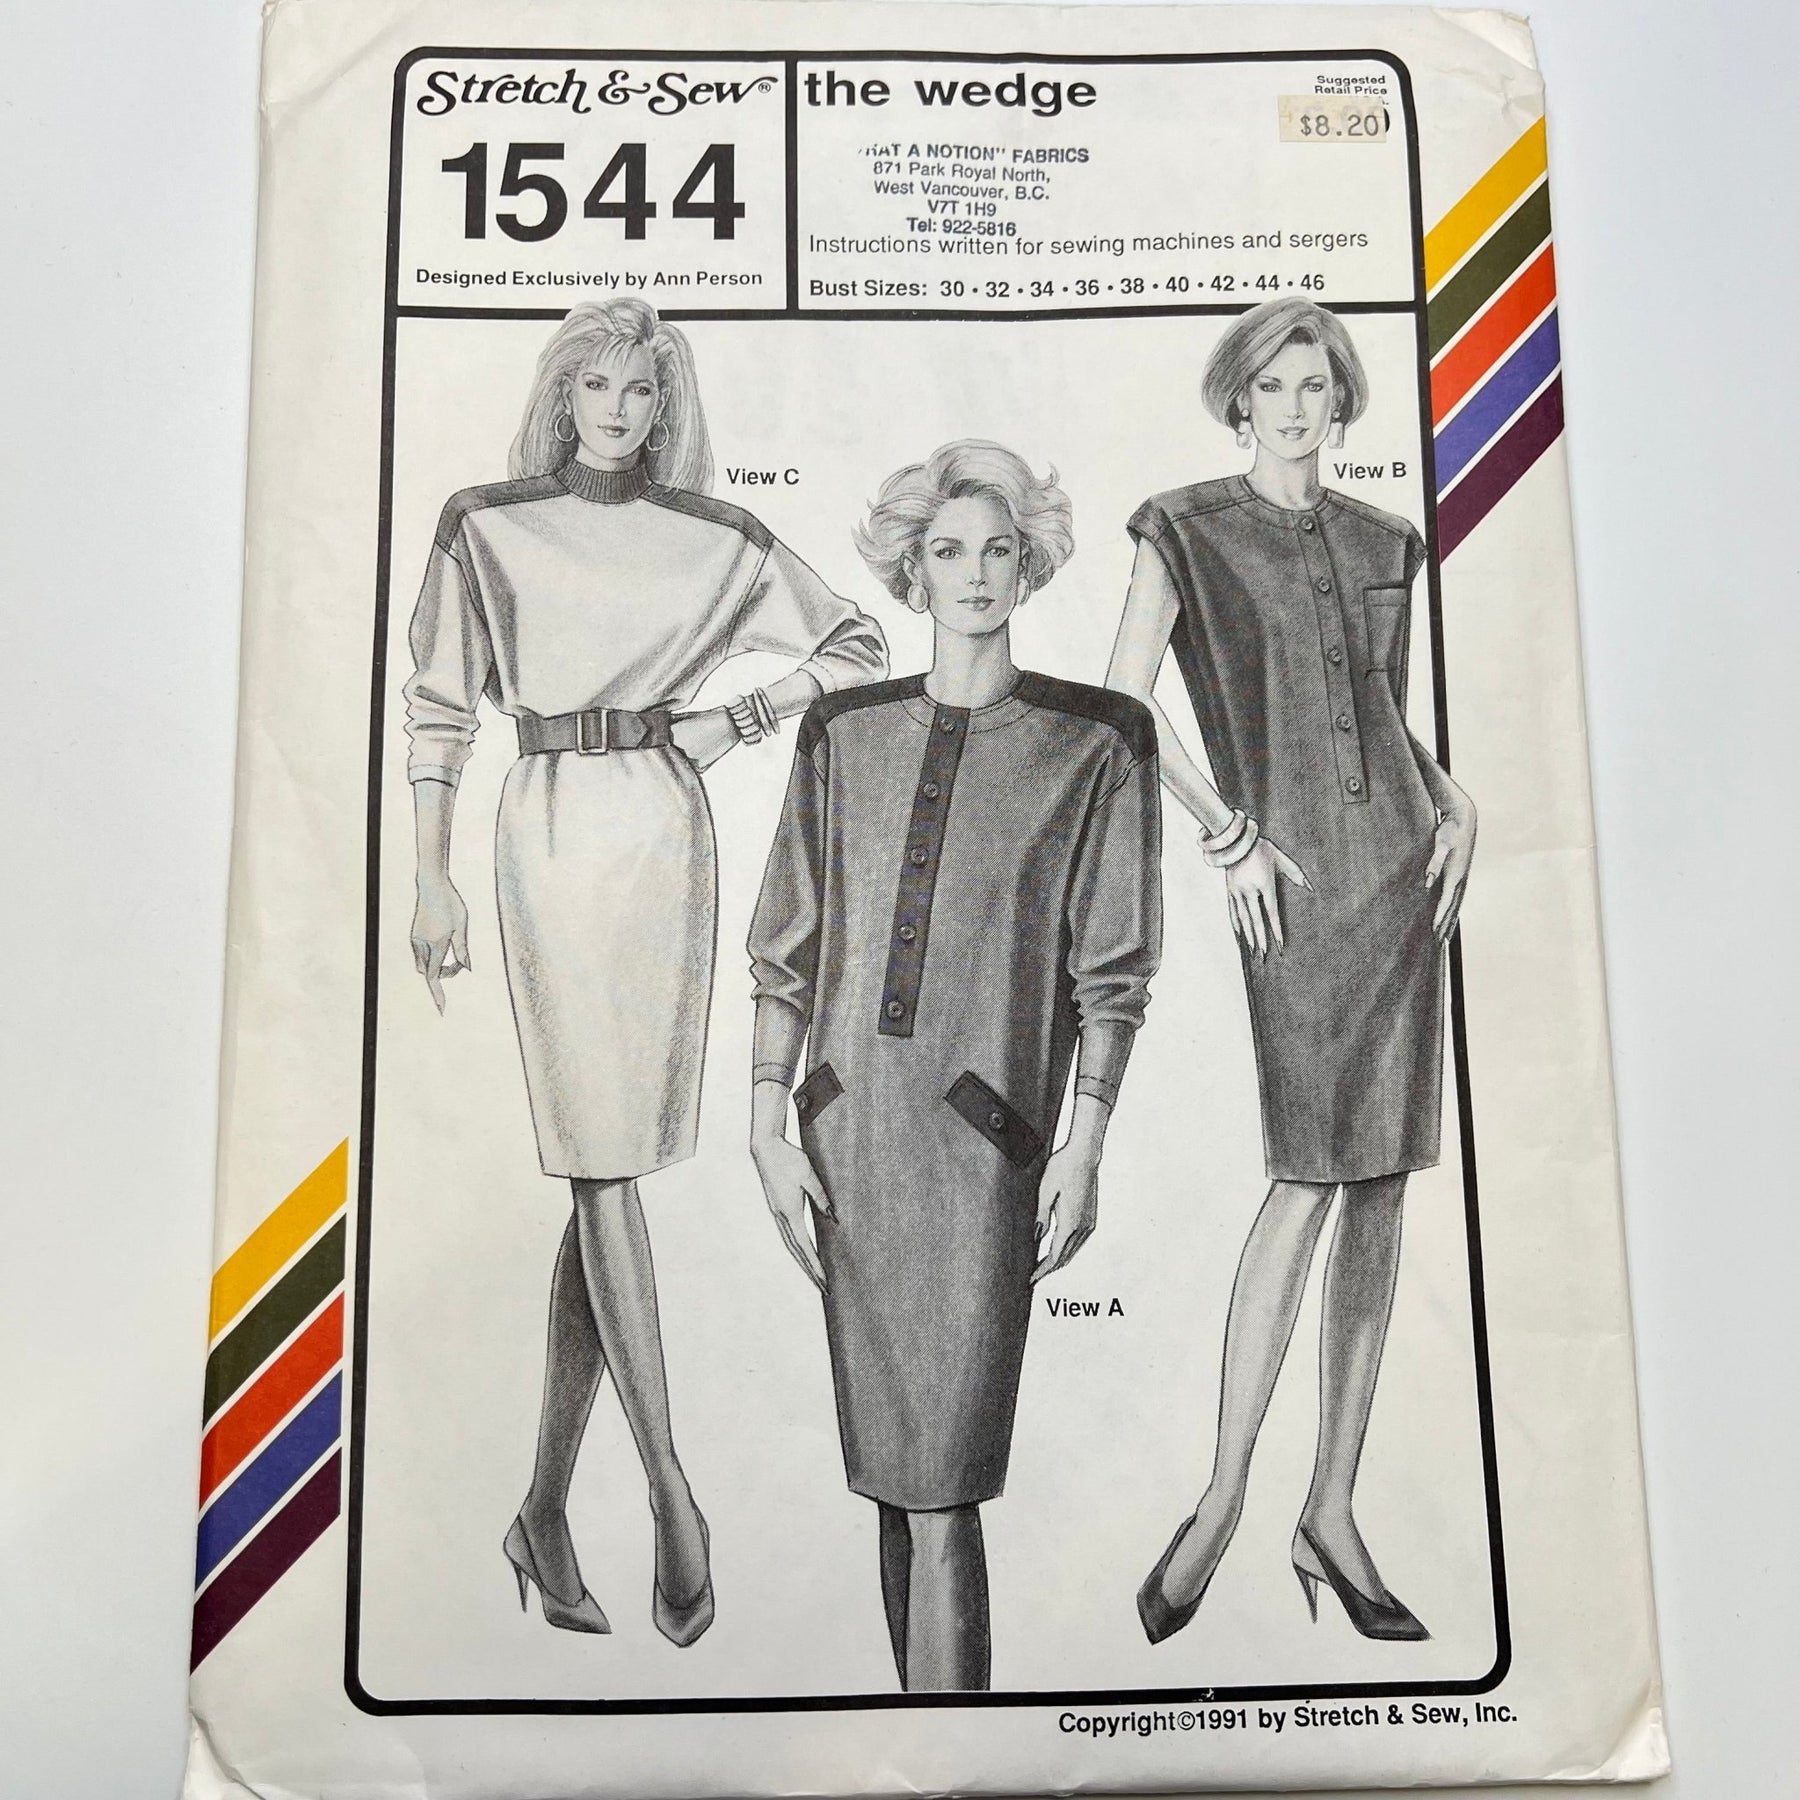 Stretch & Sew®
1544
Designed Exclusively by Ann Person
the wedge
Suggested
Retail Price
$8.20
A NOTION" FABRICS
871 Park Royal North,
West Vancouver, B.C.
V7T 1H9
Tel: 922-5816
Instructions written for sewing machines and sergers
Bust Sizes: 30 • 32 • 34 • 36 • 38 • 40 • 42 • 44 • 46
View C
View B
View A
Copyright©1991 by Stretch & Sew, Inc.